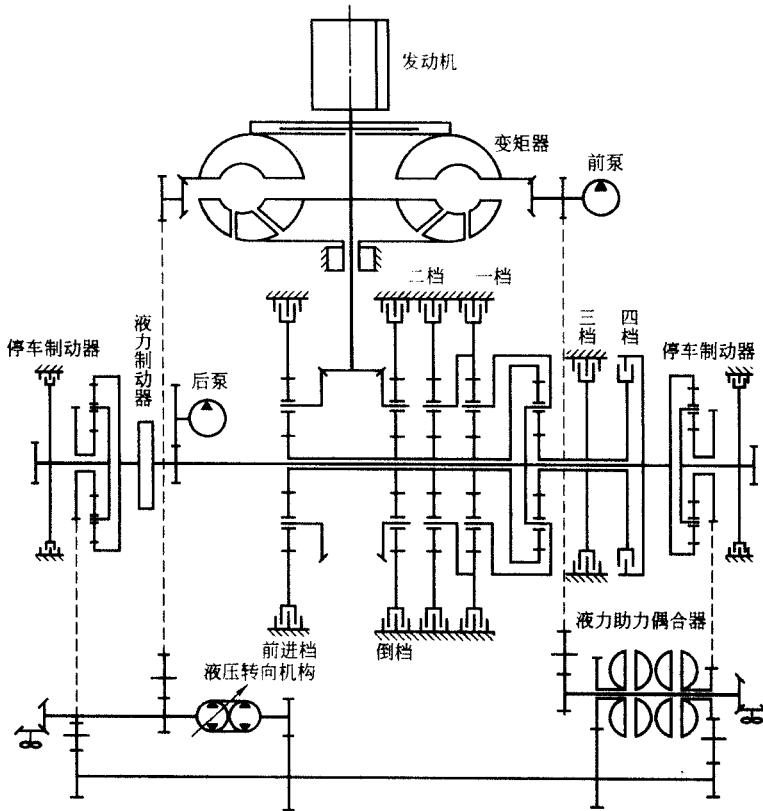 发动机
变矩器
前泵
二档
一档
三档
四档
停车制动器
液力制动器
后泵
停车制动器
前进档
倒档
液压转向机构
液力助力偶合器